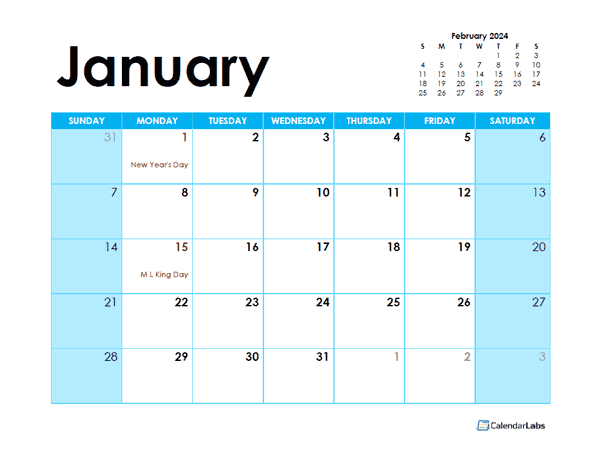 January
February 2024
S M T W T F S
1 2 3
4 5 6 7 8 9 10
11 12 13 14 15 16 17
18 19 20 21 22 23 24
25 26 27 28 29
SUNDAY MONDAY TUESDAY WEDNESDAY THURSDAY FRIDAY SATURDAY
31 1 2 3 4 5 6
New Year's Day
7 8 9 10 11 12 13
14 15 16 17 18 19 20
M L King Day
21 22 23 24 25 26 27
28 29 30 31 1 2 3
CalendarLabs